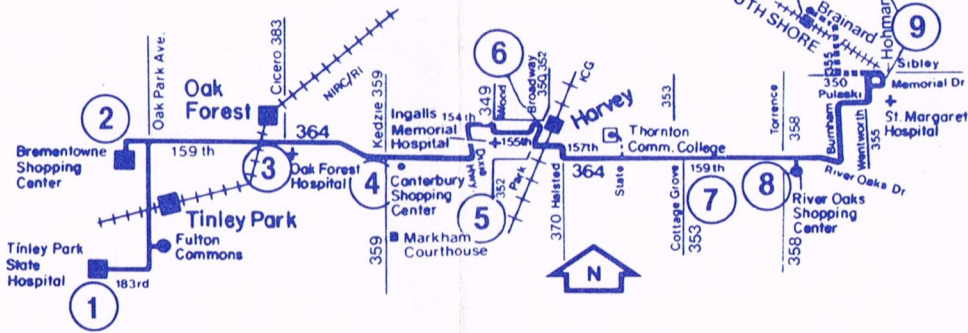 Oak Park Ave.
Cicero 383
NIRC/RI
Oak
Forest
2
Bremen­towne
Shopping
Center
159 th
364
3
Oak Forest
Hospital
Kedzie 359
4
Ingalls
Memorial
Hospital
154th
349
Wood
6
Broadway
350 352
ICG
Harvey
155th
Dixie Hwy
352
Park
5
Canterbury
Shopping
Center
Markham
Courthouse
359
Tinley Park
Fulton
Commons
Tinley Park
State
Hospital
183rd
1
157th
364
370 Halsted
N
Thornton
Comm. College
State
353
159th
Cottage Grove
353
7
Torrence
358
8
River Oaks
Shopping
Center
358
River Oaks Dr
Burnham
Wentworth
355
Pulaski
350
355
SOUTH SHORE
Brainard
Hohman
9
Sibley
Memorial Dr
St. Margaret
Hospital